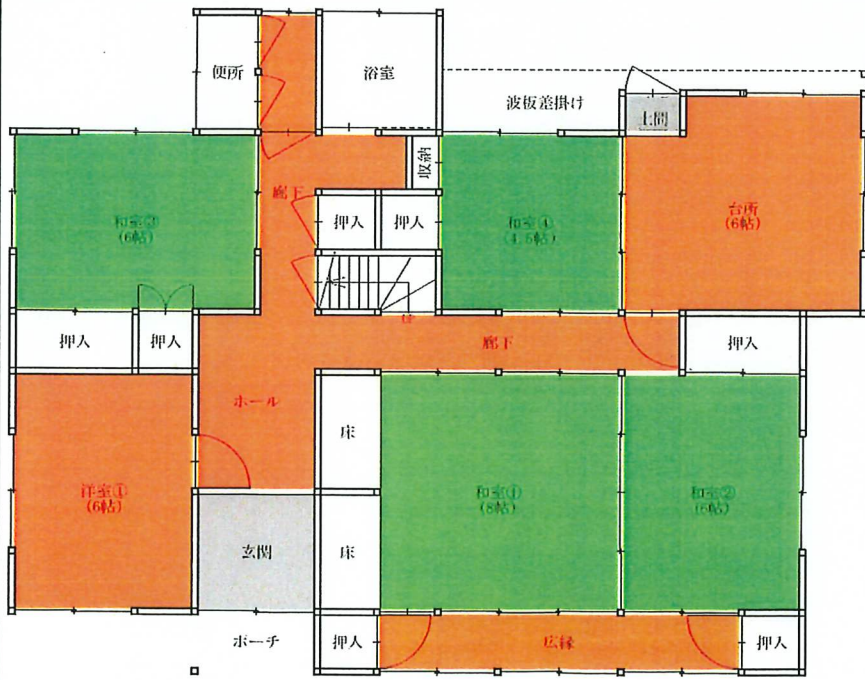 便所
浴室
波板差掛け
土間
収納
廊下
押入
押入
和室③
(6帖)
和室④
(4.5帖)
台所
(6帖)
押入
押入
廊下
押入
ホール
床
洋室①
(6帖)
和室①
(8帖)
和室②
(6帖)
玄関
床
ポーチ
押入
広縁
押入